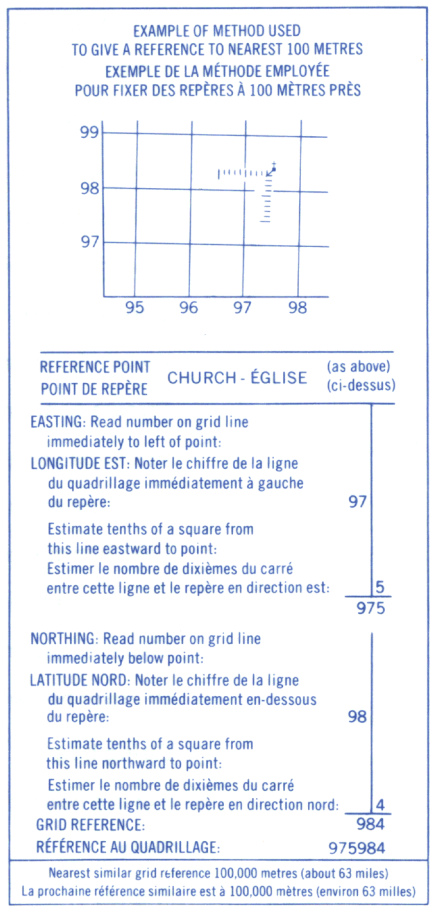 EXAMPLE OF METHOD USED
TO GIVE A REFERENCE TO NEAREST 100 METRES
EXEMPLE DE LA MÉTHODE EMPLOYÉE
POUR FIXER DES REPÈRES À 100 MÈTRES PRÈS
99
98
97
95 96 97 98
REFERENCE POINT
POINT DE REPÈRE
CHURCH - ÉGLISE
(as above)
(ci-dessus)
EASTING: Read number on grid line
immediately to left of point:
LONGITUDE EST: Noter le chiffre de la ligne
du quadrillage immédiatement à gauche
du repère: 97
Estimate tenths of a square from
this line eastward to point:
Estimer le nombre de dixièmes du carré
entre cette ligne et le repère en direction est: 5
975
NORTHING: Read number on grid line
immediately below point:
LATITUDE NORD: Noter le chiffre de la ligne
du quadrillage immédiatement en-dessous
du repère: 98
Estimate tenths of a square from
this line northward to point:
Estimer le nombre de dixièmes du carré
entre cette ligne et le repère en direction nord: 4
GRID REFERENCE: 984
RÉFÉRENCE AU QUADRILLAGE: 975984
Nearest similar grid reference 100,000 metres (about 63 miles)
La prochaine référence similaire est à 100,000 mètres (environ 63 milles)